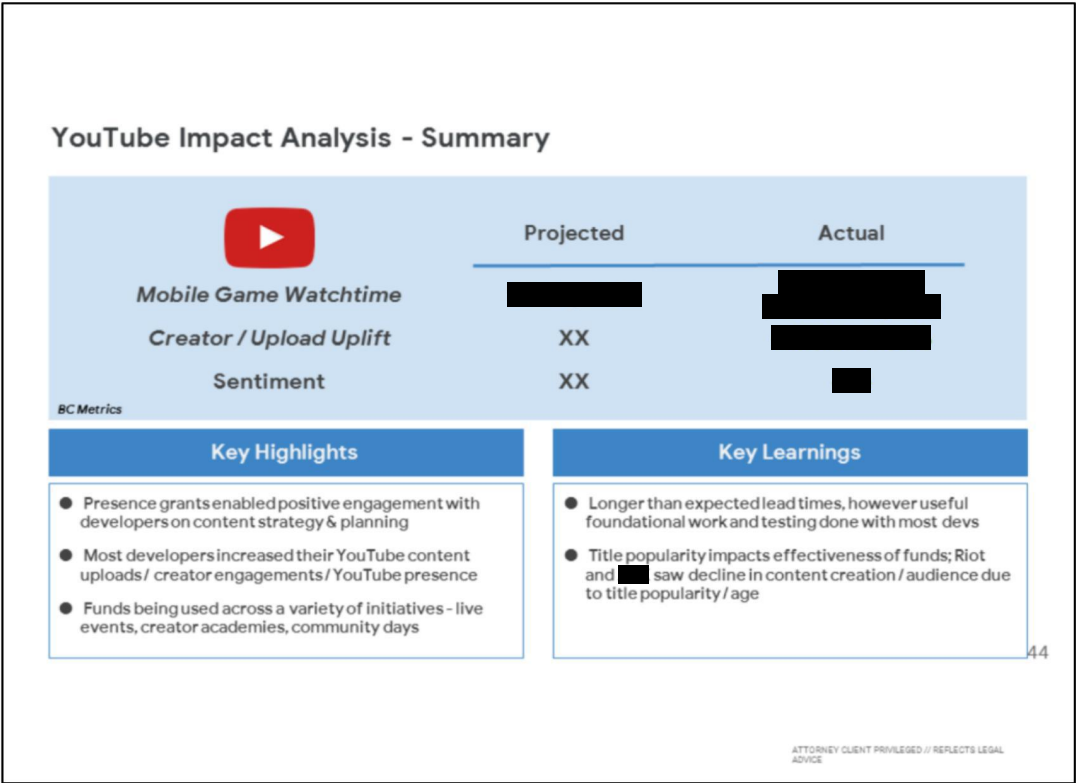 YouTube Impact Analysis - Summary
Projected Actual
Mobile Game Watchtime
Creator / Upload Uplift XX
Sentiment XX
BC Metrics
Key Highlights
● Presence grants enabled positive engagement with
developers on content strategy & planning
● Most developers increased their YouTube content
uploads / creator engagements / YouTube presence
● Funds being used across a variety of initiatives - live
events, creator academies, community days
Key Learnings
● Longer than expected lead times, however useful
foundational work and testing done with most devs
● Title popularity impacts effectiveness of funds; Riot
and saw decline in content creation / audience due
to title popularity / age
44
ATTORNEY CLIENT PRIVILEGED // REFLECTS LEGAL
ADVICE